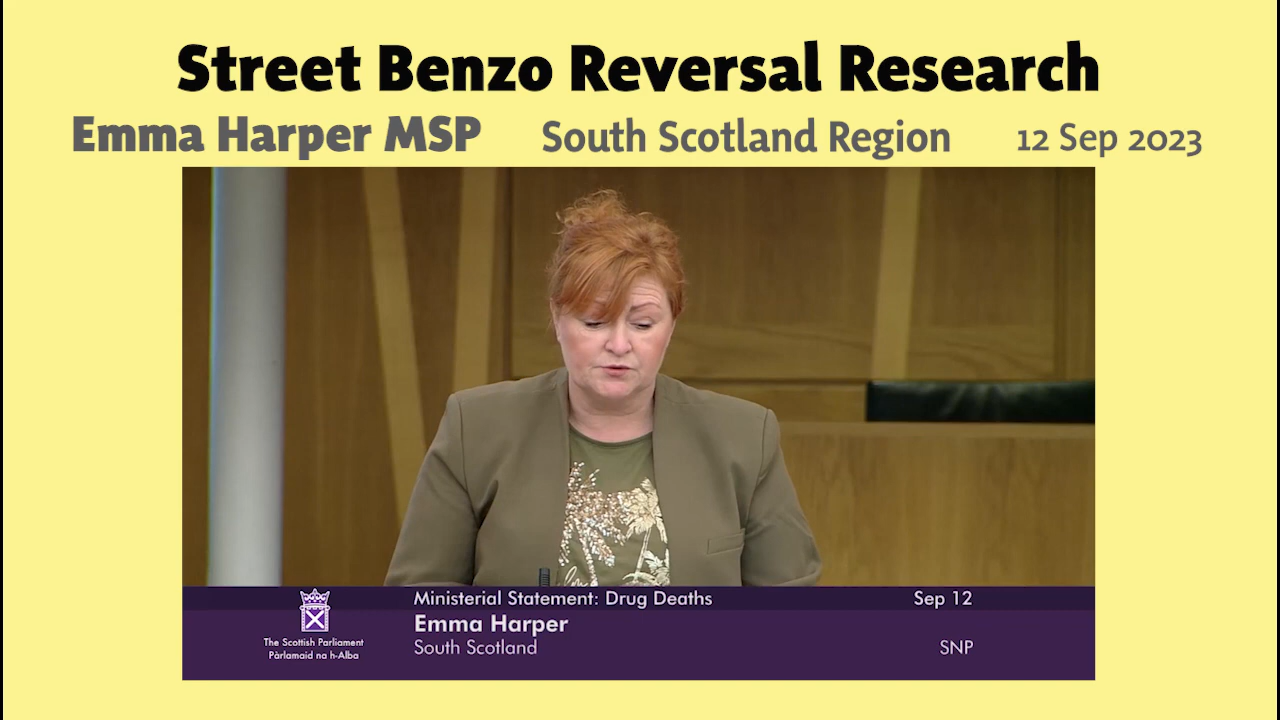 Street Benzo Reversal Research
Emma Harper MSP South Scotland Region 12 Sep 2023
Ministerial Statement: Drug Deaths Sep 12
Emma Harper
South Scotland SNP
The Scottish Parliament
Pàrlamaid na h-Alba